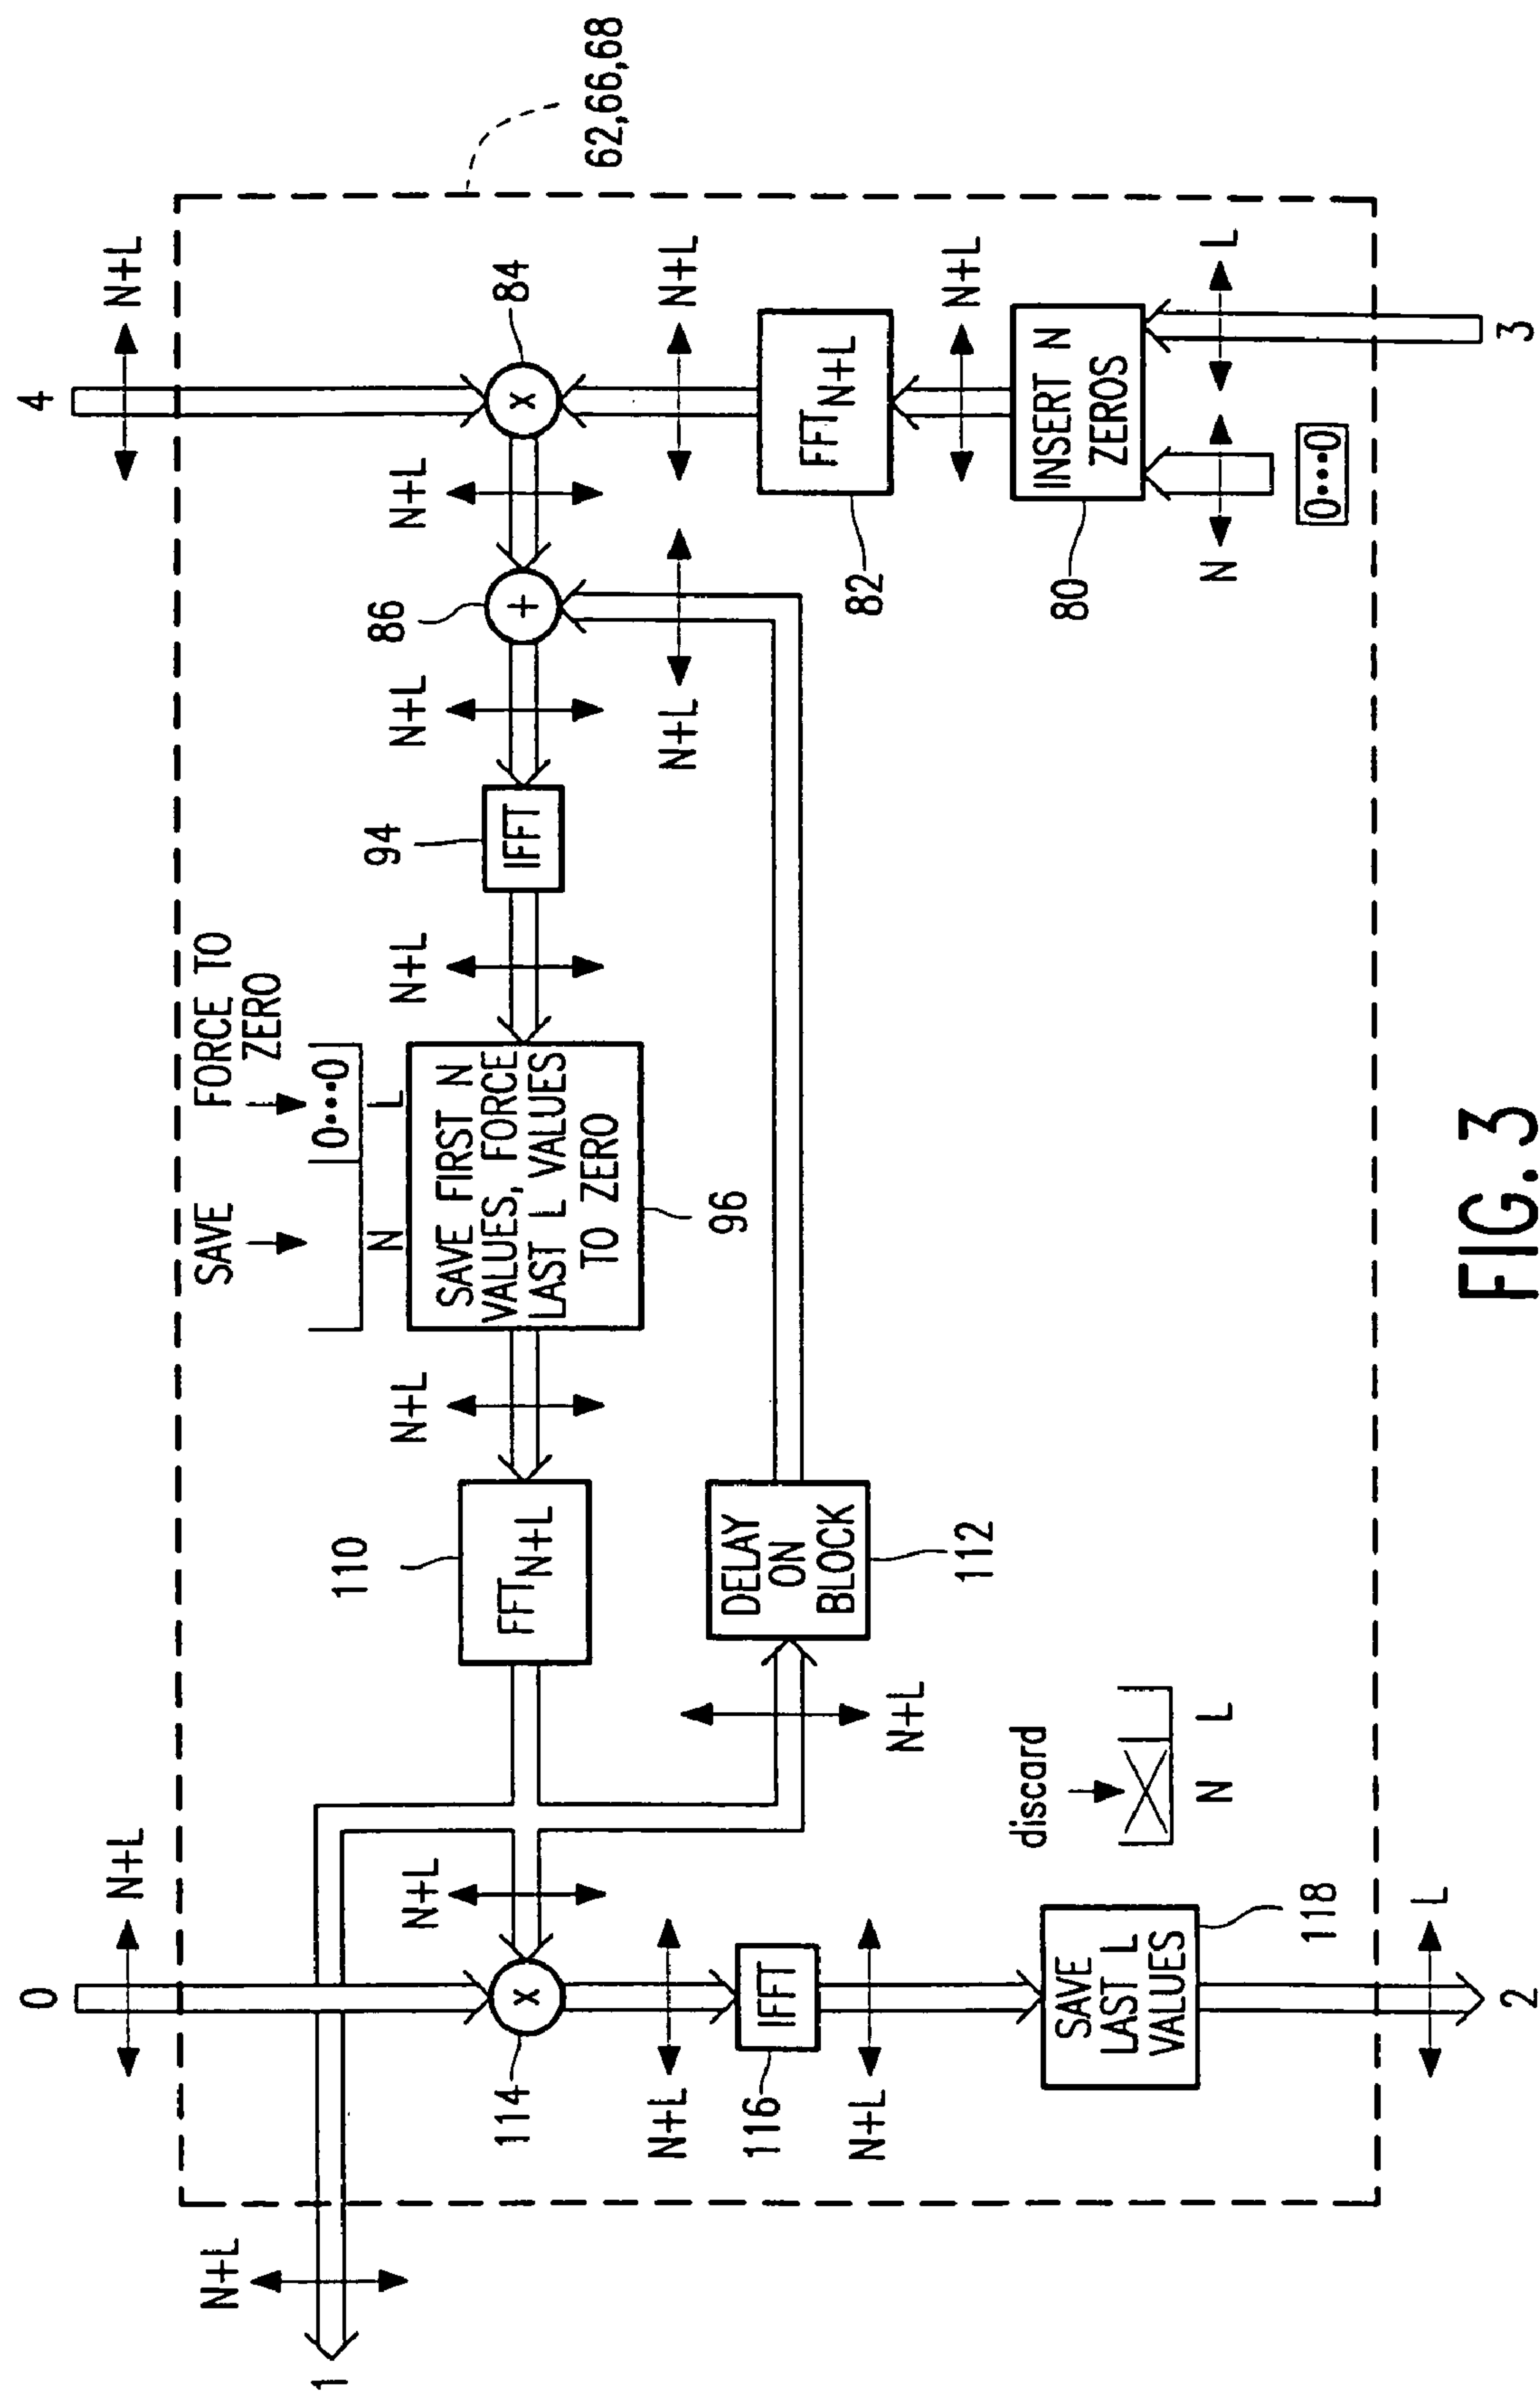 62,66,68
4
N+L
84
N+L
N+L
N+L
3
L
x
FFT N+L
INSERT N
ZEROS
N+L
0•••0
N
82
80
86
+
N+L
N+L
94
IFFT
N+L
FORCE TO
ZERO
SAVE
0•••0
L
N
SAVE FIRST N
VALUES, FORCE
LAST L VALUES
TO ZERO
96
N+L
110
FFT N+L
DELAY
ON
BLOCK
112
N+L
discard
L
N
0
N+L
N+L
x
114
N+L
IFFT
116
N+L
SAVE
LAST L
VALUES
118
L
2
N+L
1
FIG. 3